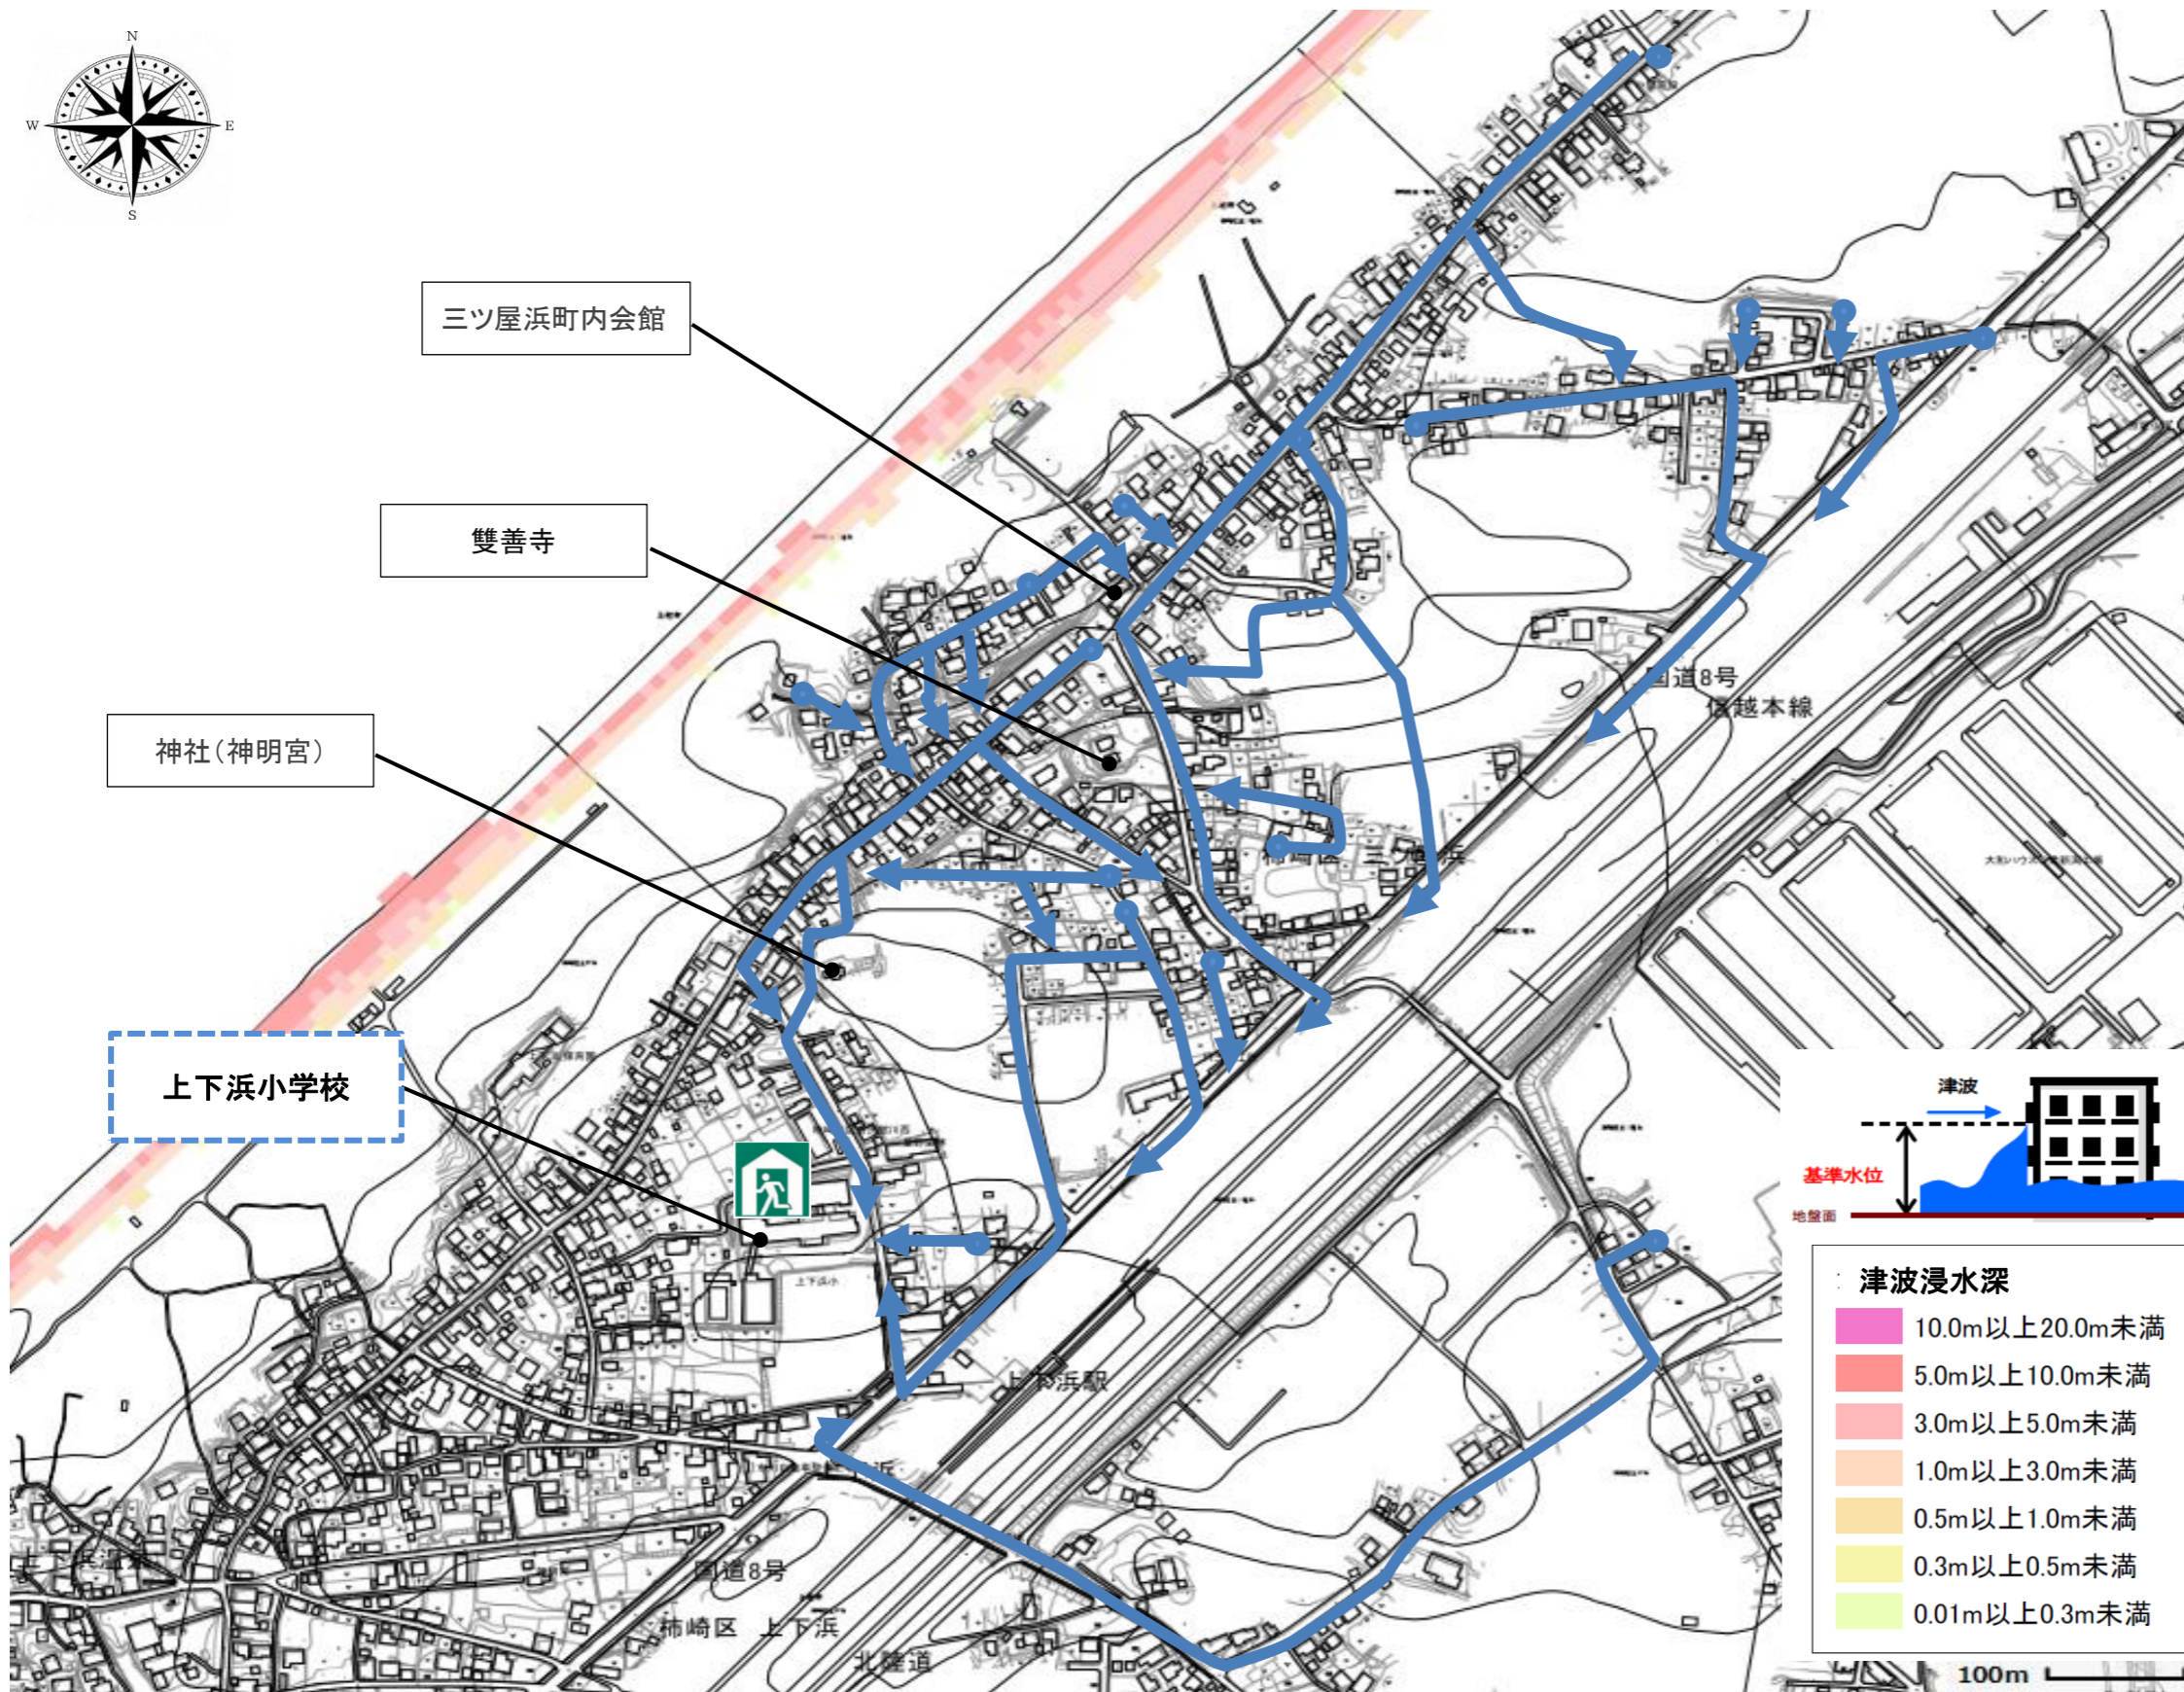 N
W
E
S
三ツ屋浜町内会館
雙善寺
神社（神明宮）
上下浜小学校
国道8号
信越本線
柿崎区 三ツ屋浜
上下浜小
上下浜駅
国道8号
柿崎区 上下浜
北陸道
津波
基準水位
地盤面
津波浸水深
10.0m以上20.0m未満
5.0m以上10.0m未満
3.0m以上5.0m未満
1.0m以上3.0m未満
0.5m以上1.0m未満
0.3m以上0.5m未満
0.01m以上0.3m未満
100m